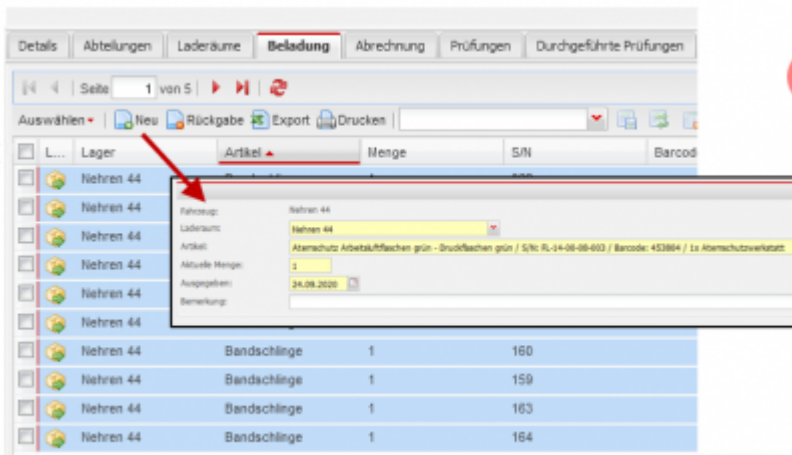 Details Abteilungen Laderäume Beladung Abrechnung Prüfungen Durchgeführte Prüfungen
Seite 1 von 5
Auswählen Neu Rückgabe Export Drucken
L... Lager Artikel Menge S/N Barcod
Nehren 44
Nehren 44
Nehren 44
Nehren 44
Nehren 44
Nehren 44
Fahrzeug: Nehren 44
Laderaum: Nehren 44
Artikel: Atemschutz Arbeitsluftflaschen grün - Druckflaschen grün / S/N: FL-14-08-08-003 / Barcode: 453864 / 1x Atemschutzwerkstatt
Aktuelle Menge: 1
Ausgegeben: 24.08.2020
Bemerkung:
Nehren 44 Bandschlinge 1 160
Nehren 44 Bandschlinge 1 159
Nehren 44 Bandschlinge 1 163
Nehren 44 Bandschlinge 1 164